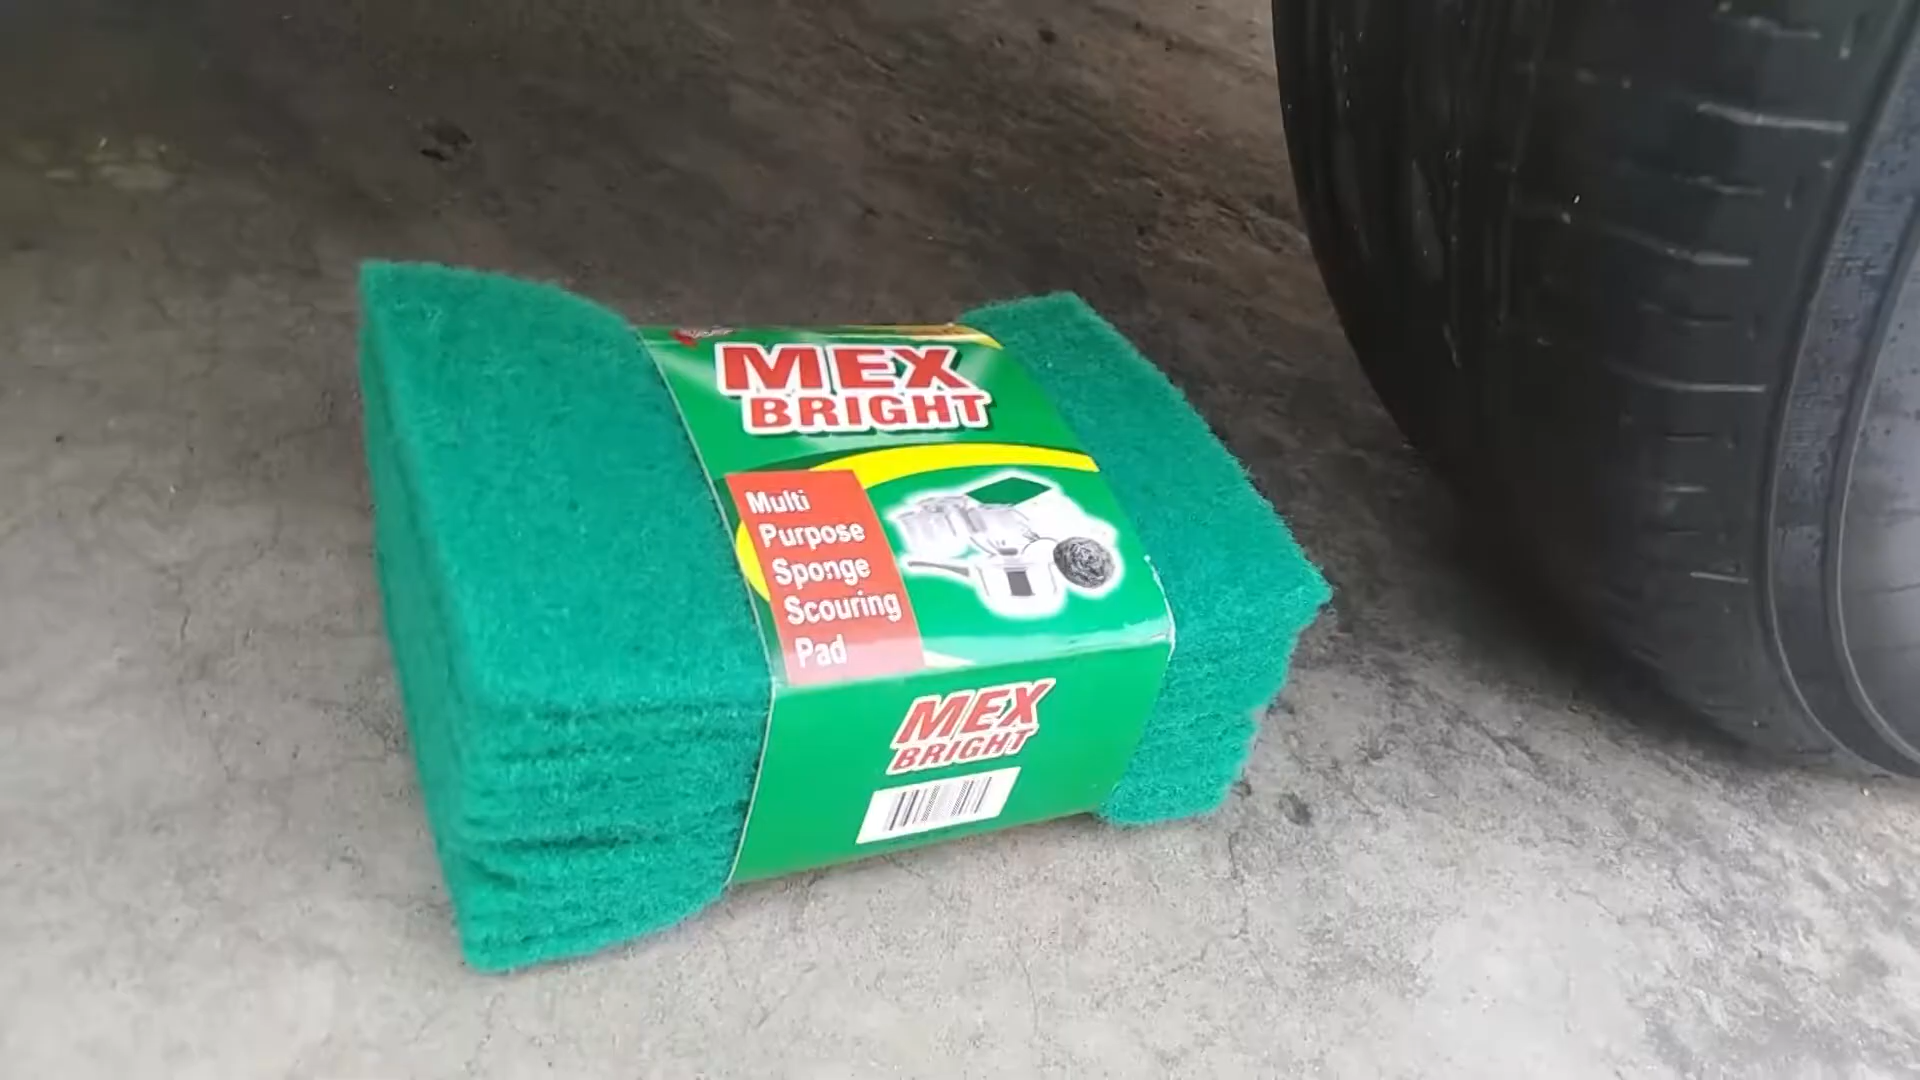 MEX
BRIGHT
Multi
Purpose
Sponge
Scouring
Pad
MEX
BRIGHT